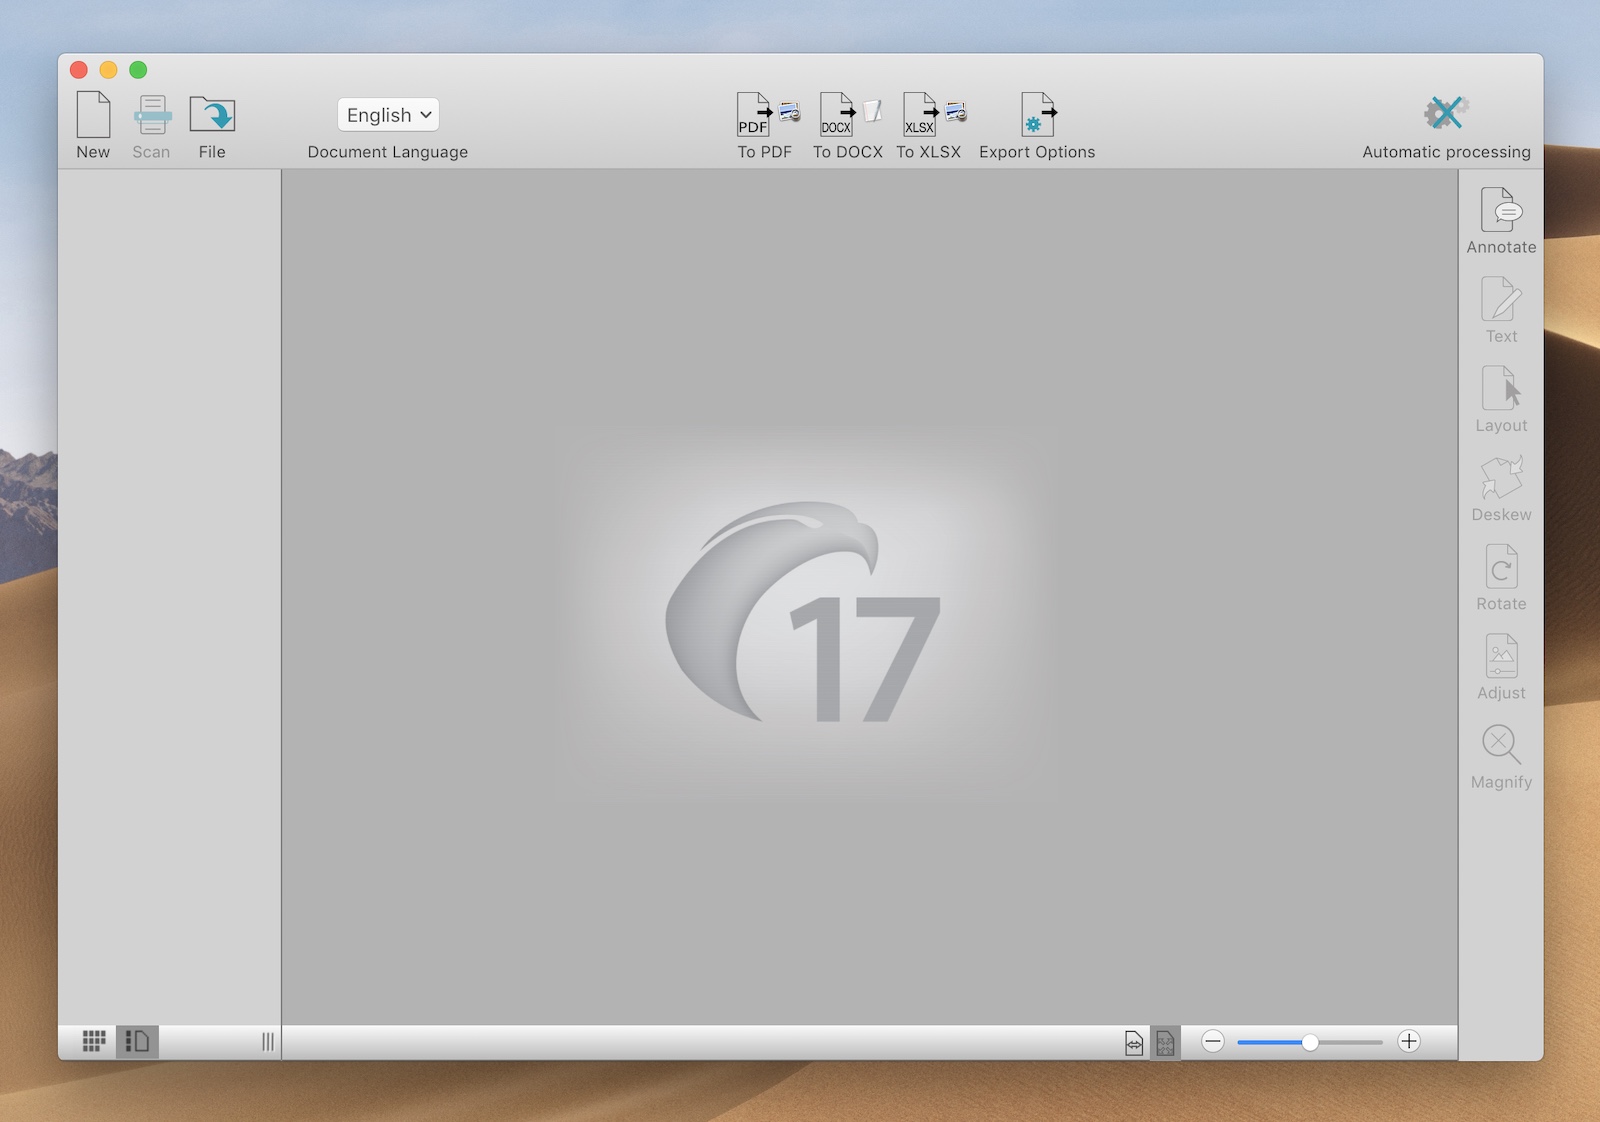 New
Scan
File
English
Document Language
PDF
To PDF
DOCX
To DOCX
XLSX
To XLSX
Export Options
Automatic processing
Annotate
Text
Layout
Deskew
Rotate
Adjust
Magnify
17